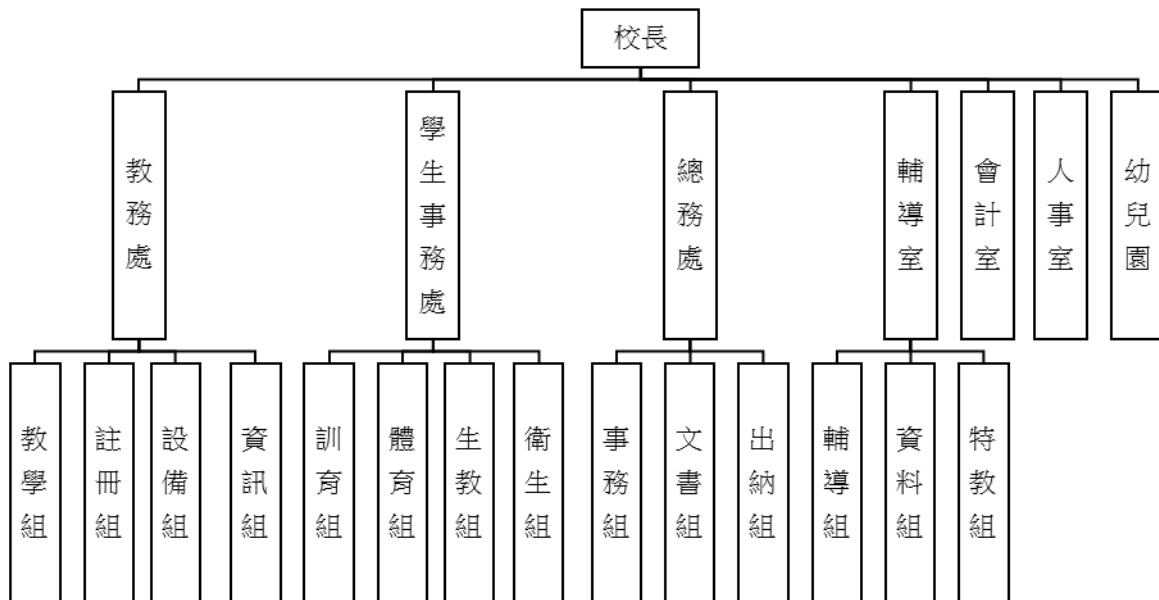 校長
教務處
學生事務處
總務處
輔導室
會計室
人事室
幼兒園
教學組
註冊組
設備組
資訊組
訓育組
體育組
生教組
衛生組
事務組
文書組
出納組
輔導組
資料組
特教組